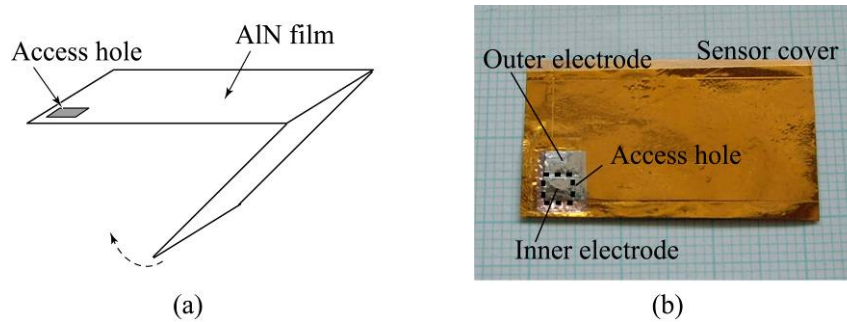 AlN film
Access hole
(a)
Outer electrode
Sensor cover
Access hole
Inner electrode
(b)